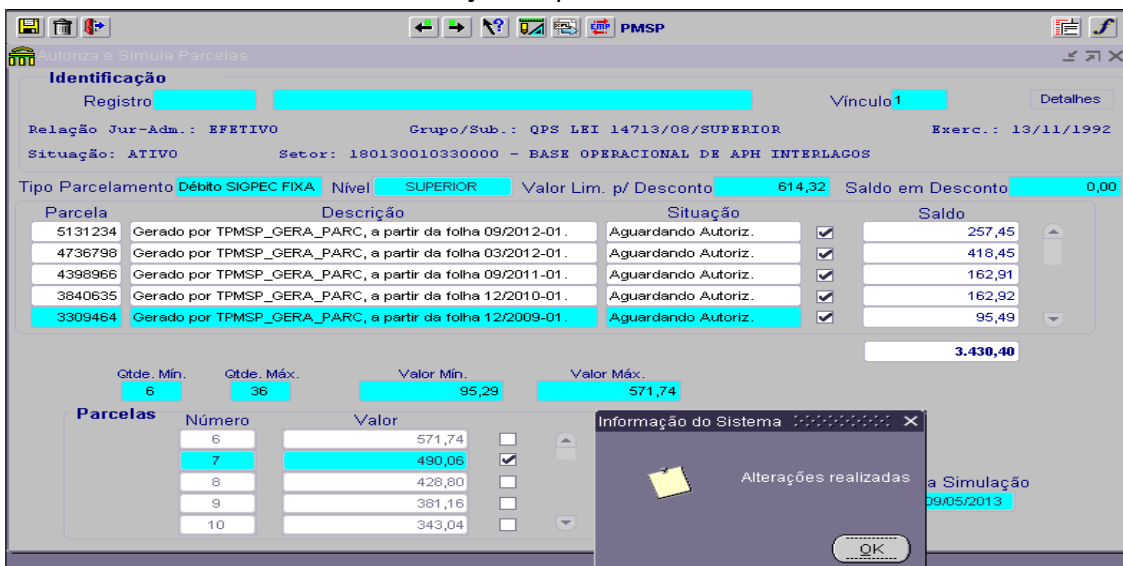 PMSP
Autoriza e Simula Parcelas
Identificação
Registro Vínculo 1 Detalhes
Relação Jur-Adm.: EFETIVO Grupo/Sub.: QPS LEI 14713/08/SUPERIOR Exerc.: 13/11/1992
Situação: ATIVO Setor: 180130010330000 - BASE OPERACIONAL DE APH INTERLAGOS
Tipo Parcelamento Débito SIGPEC FIXA Nível SUPERIOR Valor Lim. p/ Desconto 614,32 Saldo em Desconto 0,00
Parcela Descrição Situação Saldo
5131234 Gerado por TPMSP_GERA_PARC, a partir da folha 09/2012-01. Aguardando Autoriz. 257,45
4736798 Gerado por TPMSP_GERA_PARC, a partir da folha 03/2012-01. Aguardando Autoriz. 418,45
4398966 Gerado por TPMSP_GERA_PARC, a partir da folha 09/2011-01. Aguardando Autoriz. 162,91
3840635 Gerado por TPMSP_GERA_PARC, a partir da folha 12/2010-01. Aguardando Autoriz. 162,92
3309464 Gerado por TPMSP_GERA_PARC, a partir da folha 12/2009-01. Aguardando Autoriz. 95,49
3.430,40
Qtde. Mín. Qtde. Máx. Valor Mín. Valor Máx.
6 36 95,29 571,74
Parcelas
Número Valor
6 571,74
7 490,06
8 428,80
9 381,16
10 343,04
Informação do Sistema
Alterações realizadas
OK
a Simulação
09/05/2013